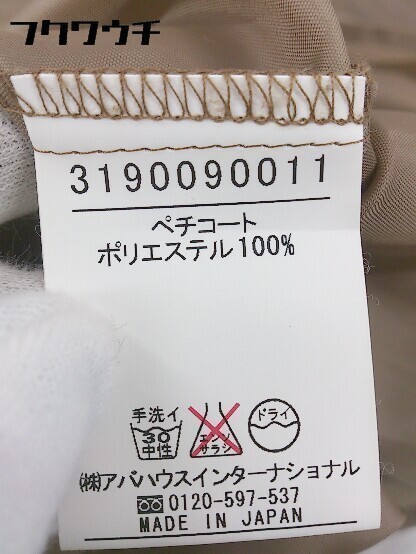 フクワウチ
3190090011
ペチコート
ポリエステル100%
手洗イ
30
中性
エンソ
サラシ
ドライ
㈱アバハウスインターナショナル
0120-597-537
MADE IN JAPAN